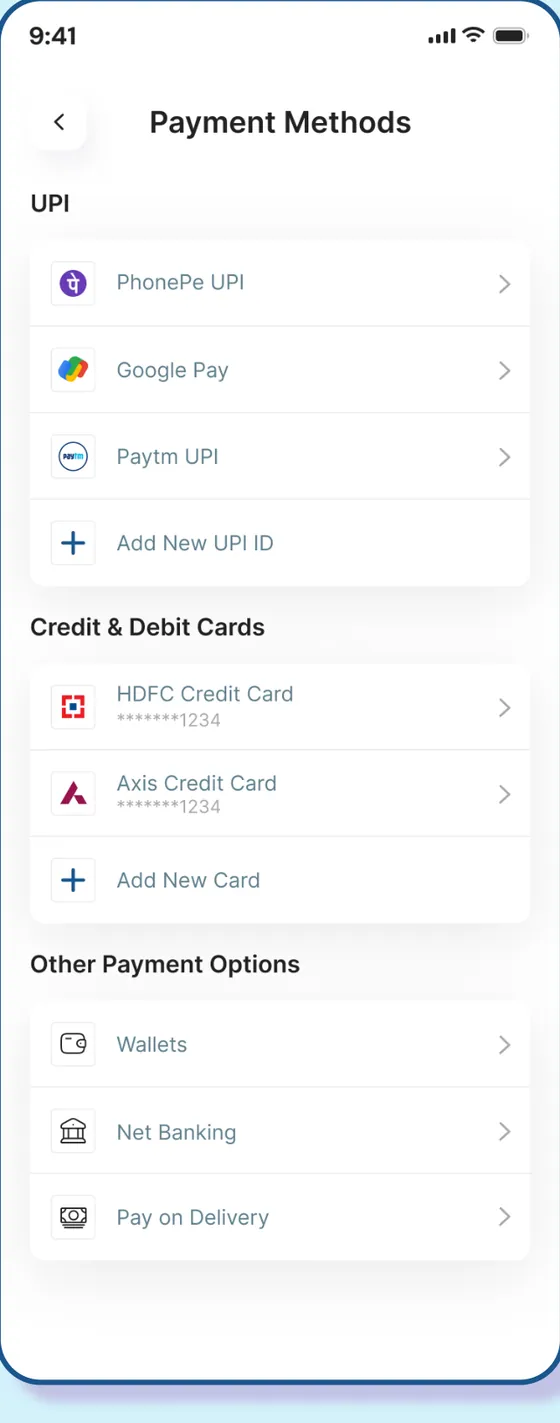 9:41
Payment Methods
UPI
पे
PhonePe UPI
Google Pay
paytm
Paytm UPI
Add New UPI ID
Credit & Debit Cards
HDFC Credit Card
*******1234
Axis Credit Card
*******1234
Add New Card
Other Payment Options
Wallets
Net Banking
Pay on Delivery